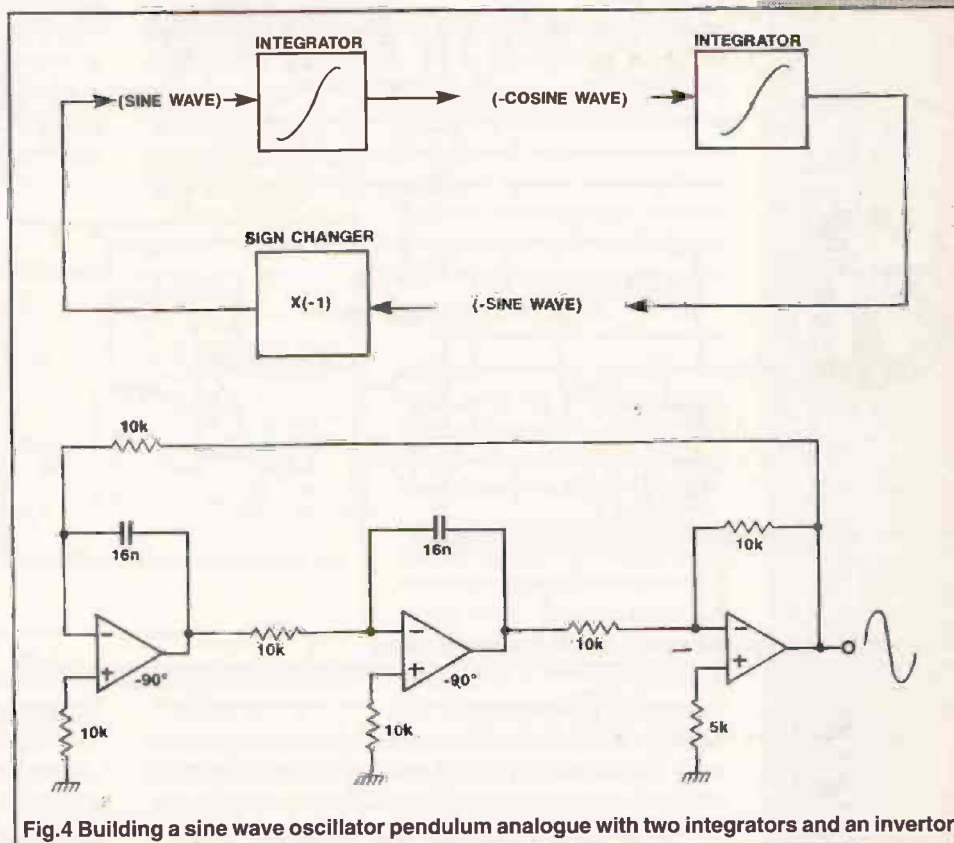 INTEGRATOR
INTEGRATOR
(SINE WAVE)
(-COSINE WAVE)
SIGN CHANGER
X(-1)
(-SINE WAVE)
10k
16n
16n
10k
-
-
-
10k
10k
+
+
+
-90°
-90°
10k
10k
5k
Fig.4 Building a sine wave oscillator pendulum analogue with two integrators and an invertor